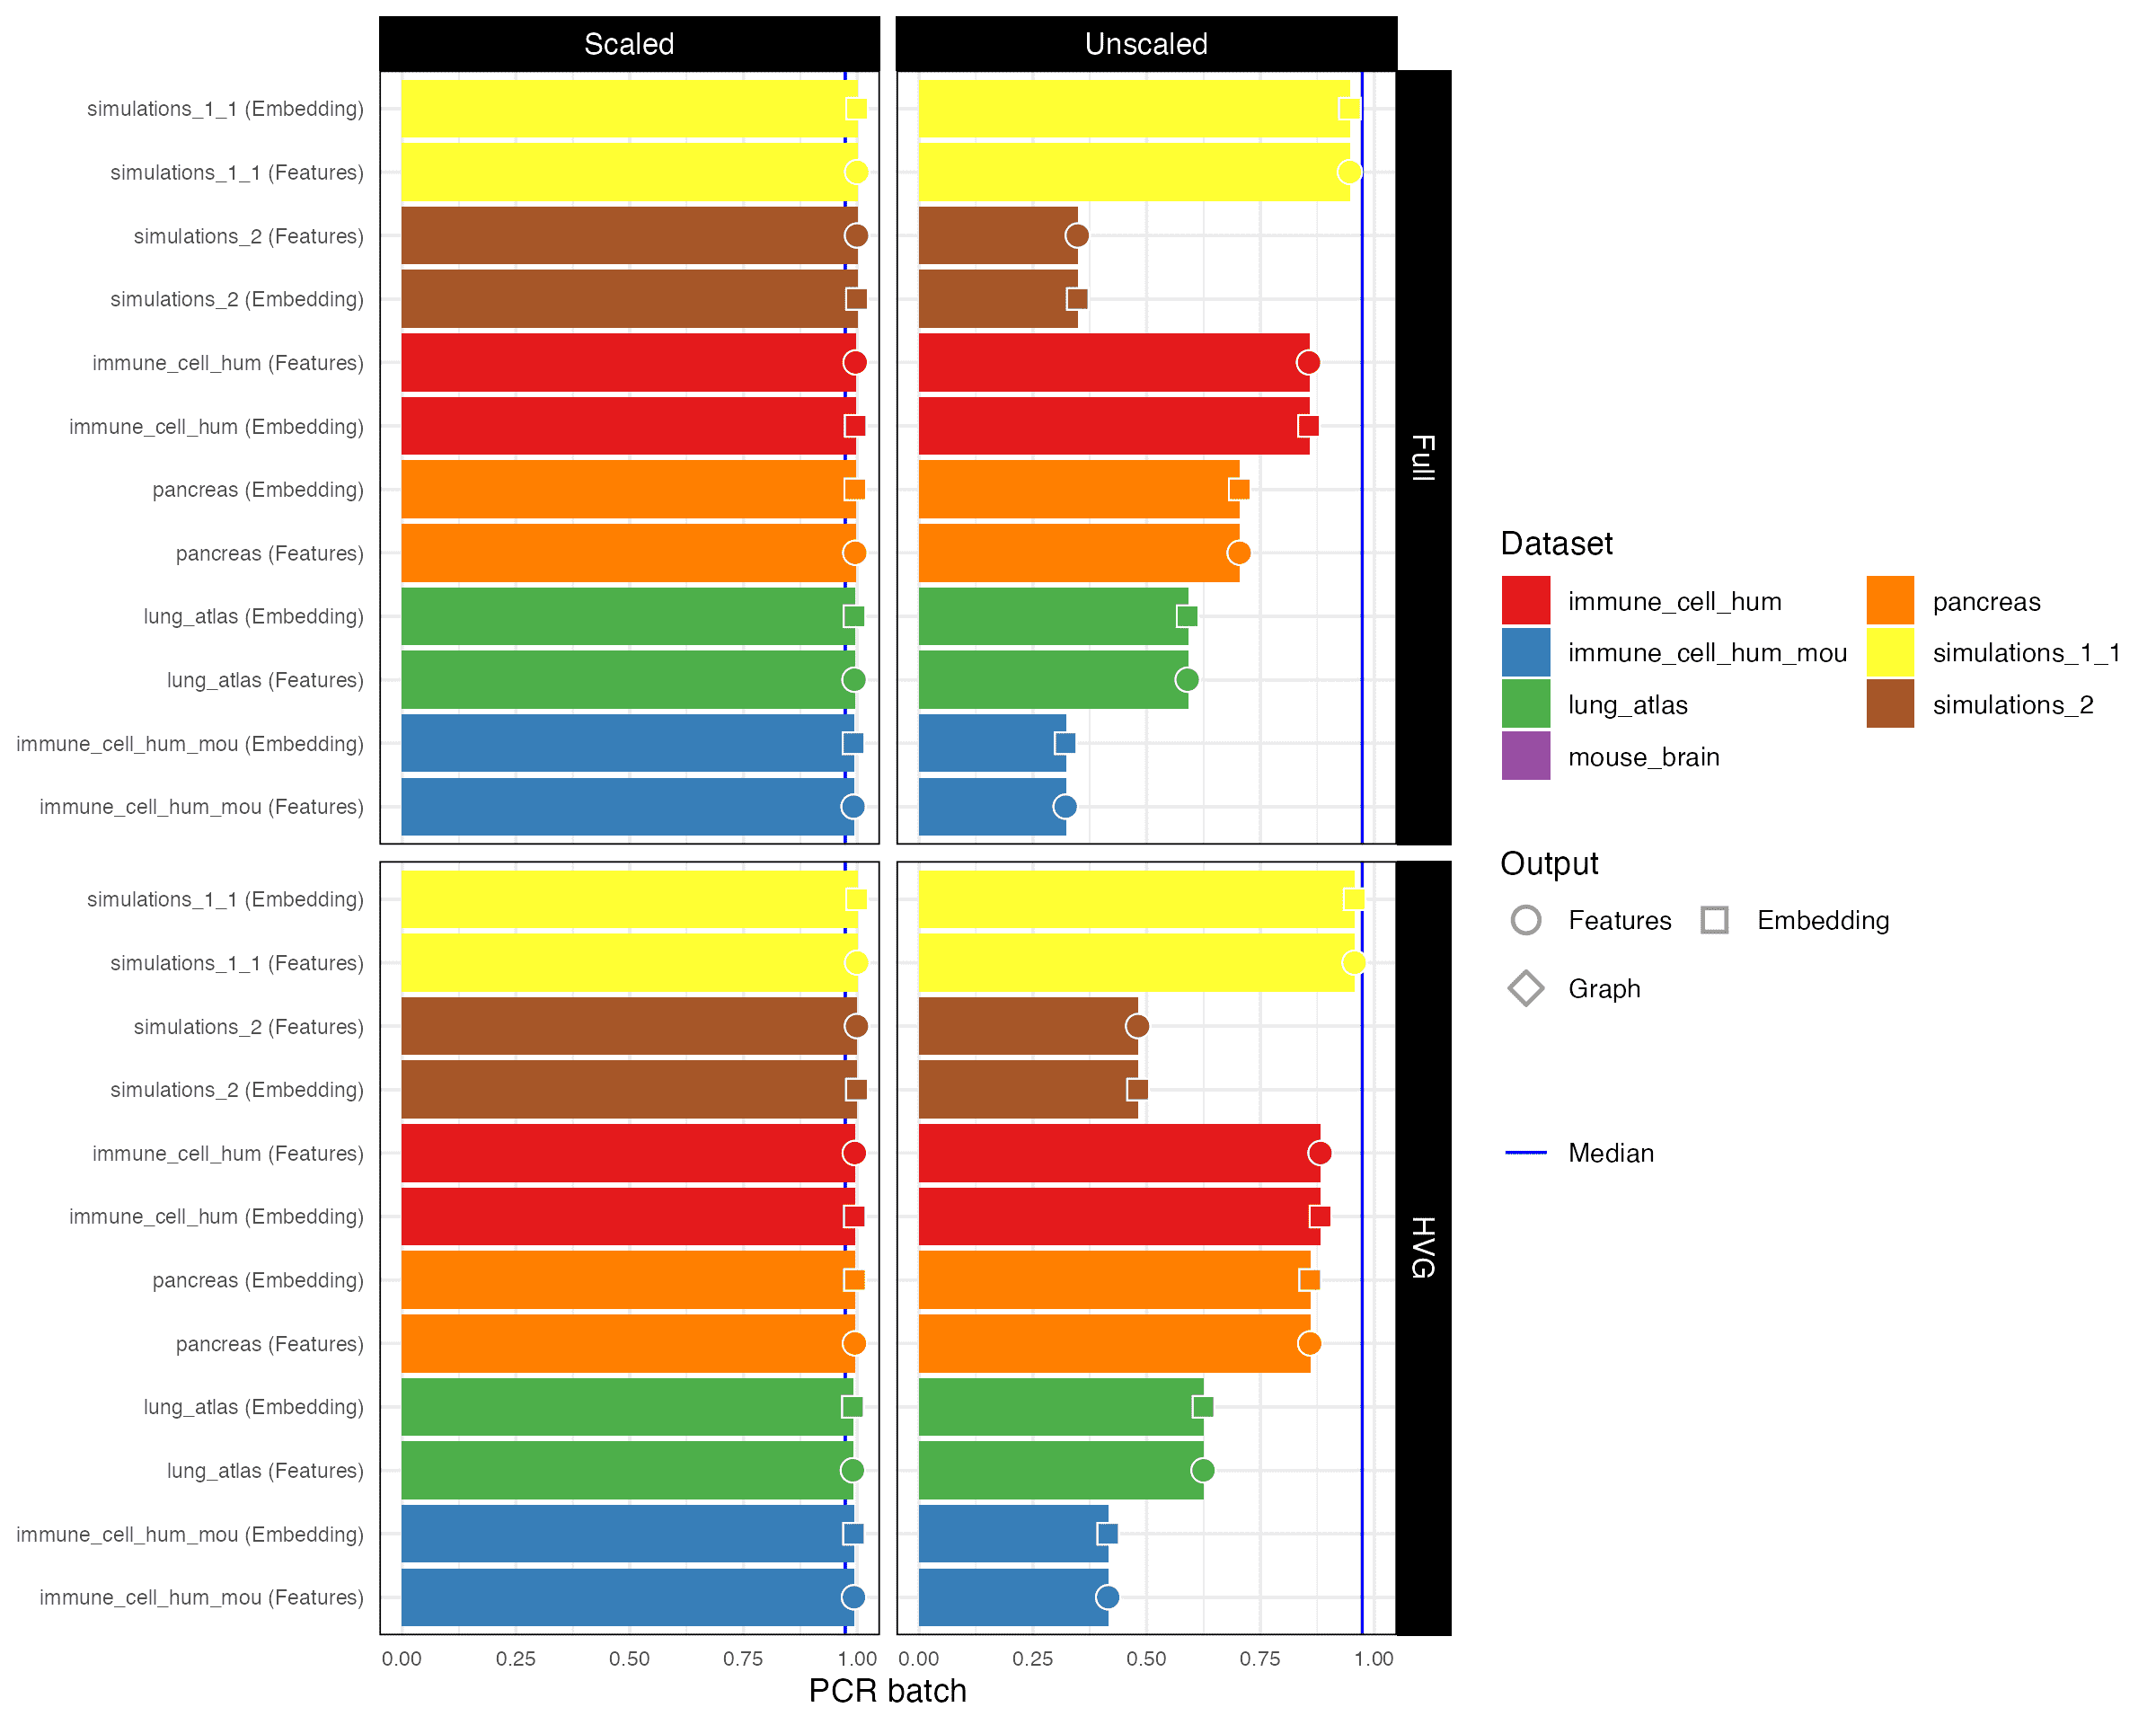 Scaled
Unscaled
simulations_1_1 (Embedding)
simulations_1_1 (Features)
simulations_2 (Features)
simulations_2 (Embedding)
immune_cell_hum (Features)
immune_cell_hum (Embedding)
pancreas (Embedding)
pancreas (Features)
lung_atlas (Embedding)
lung_atlas (Features)
immune_cell_hum_mou (Embedding)
immune_cell_hum_mou (Features)
Full
simulations_1_1 (Embedding)
simulations_1_1 (Features)
simulations_2 (Features)
simulations_2 (Embedding)
immune_cell_hum (Features)
immune_cell_hum (Embedding)
pancreas (Embedding)
pancreas (Features)
lung_atlas (Embedding)
lung_atlas (Features)
immune_cell_hum_mou (Embedding)
immune_cell_hum_mou (Features)
HVG
0.00 0.25 0.50 0.75 1.00
0.00 0.25 0.50 0.75 1.00
PCR batch
Dataset
immune_cell_hum
immune_cell_hum_mou
lung_atlas
mouse_brain
pancreas
simulations_1_1
simulations_2
Output
Features
Embedding
Graph
Median